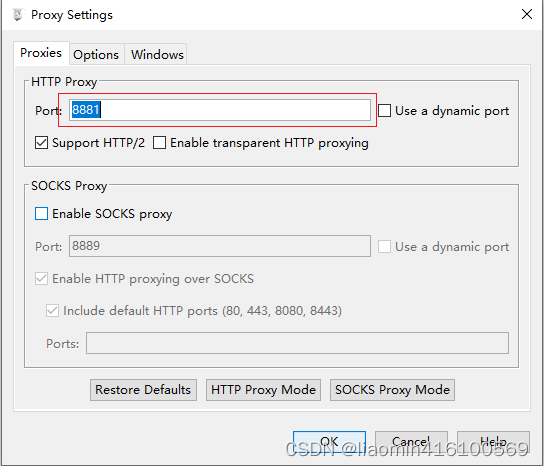 Proxy Settings
Proxies Options Windows
HTTP Proxy
Port: 8881 Use a dynamic port
Support HTTP/2 Enable transparent HTTP proxying
SOCKS Proxy
Enable SOCKS proxy
Port: 8889 Use a dynamic port
Enable HTTP proxying over SOCKS
Include default HTTP ports (80, 443, 8080, 8443)
Ports:
Restore Defaults HTTP Proxy Mode SOCKS Proxy Mode
OK Cancel Help
CSDN @liaomin416100569